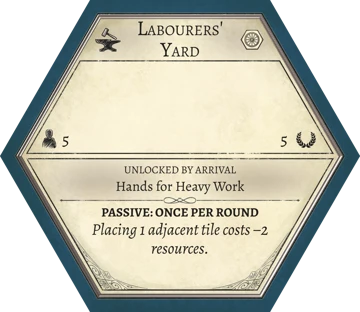 Labourers'
Yard
5 5
UNLOCKED BY ARRIVAL
Hands for Heavy Work
PASSIVE: ONCE PER ROUND
Placing 1 adjacent tile costs −2
resources.